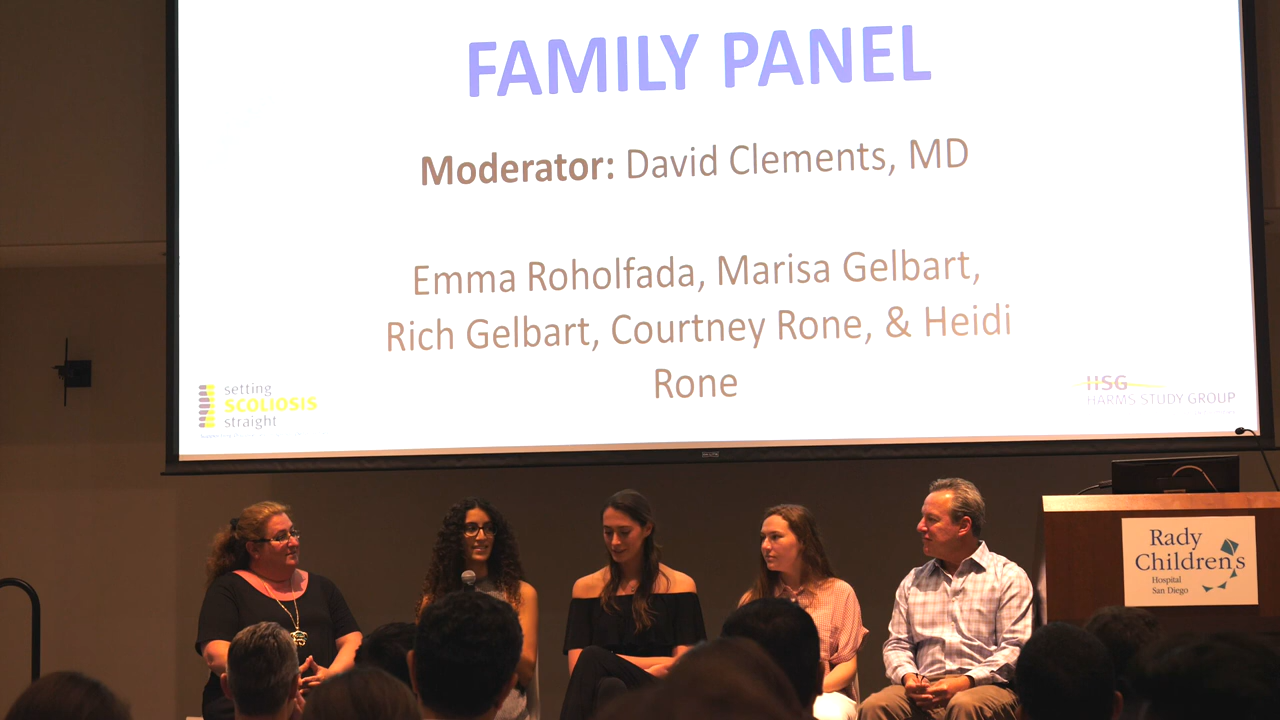 FAMILY PANEL
Moderator: David Clements, MD
Emma Roholfada, Marisa Gelbart,
Rich Gelbart, Courtney Rone, & Heidi
Rone
setting
SCOLIOSIS
straight
HSG
HARMS STUDY GROUP
Rady
Children's
Hospital
San Diego